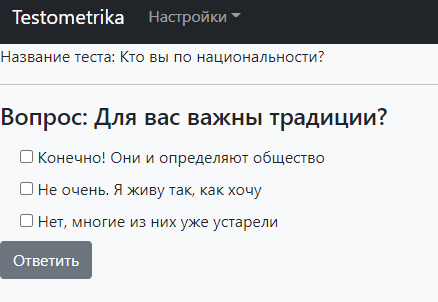 Testometrika Настройки
Название теста: Кто вы по национальности?
Вопрос: Для вас важны традиции?
Конечно! Они и определяют общество
Не очень. Я живу так, как хочу
Нет, многие из них уже устарели
Ответить